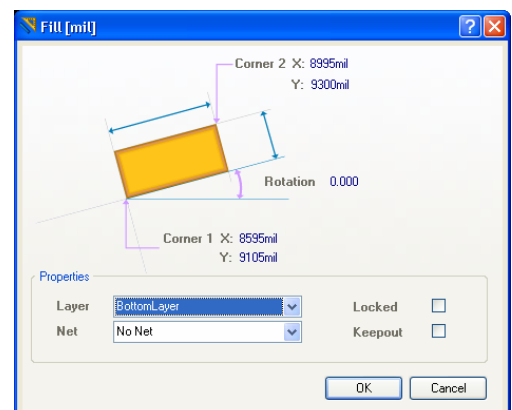 Fill [mil]
Corner 2 X: 8995mil
Y: 9300mil
Rotation 0.000
Corner 1 X: 8595mil
Y: 9105mil
Properties
Layer BottomLayer Locked
Net No Net Keepout
OK Cancel